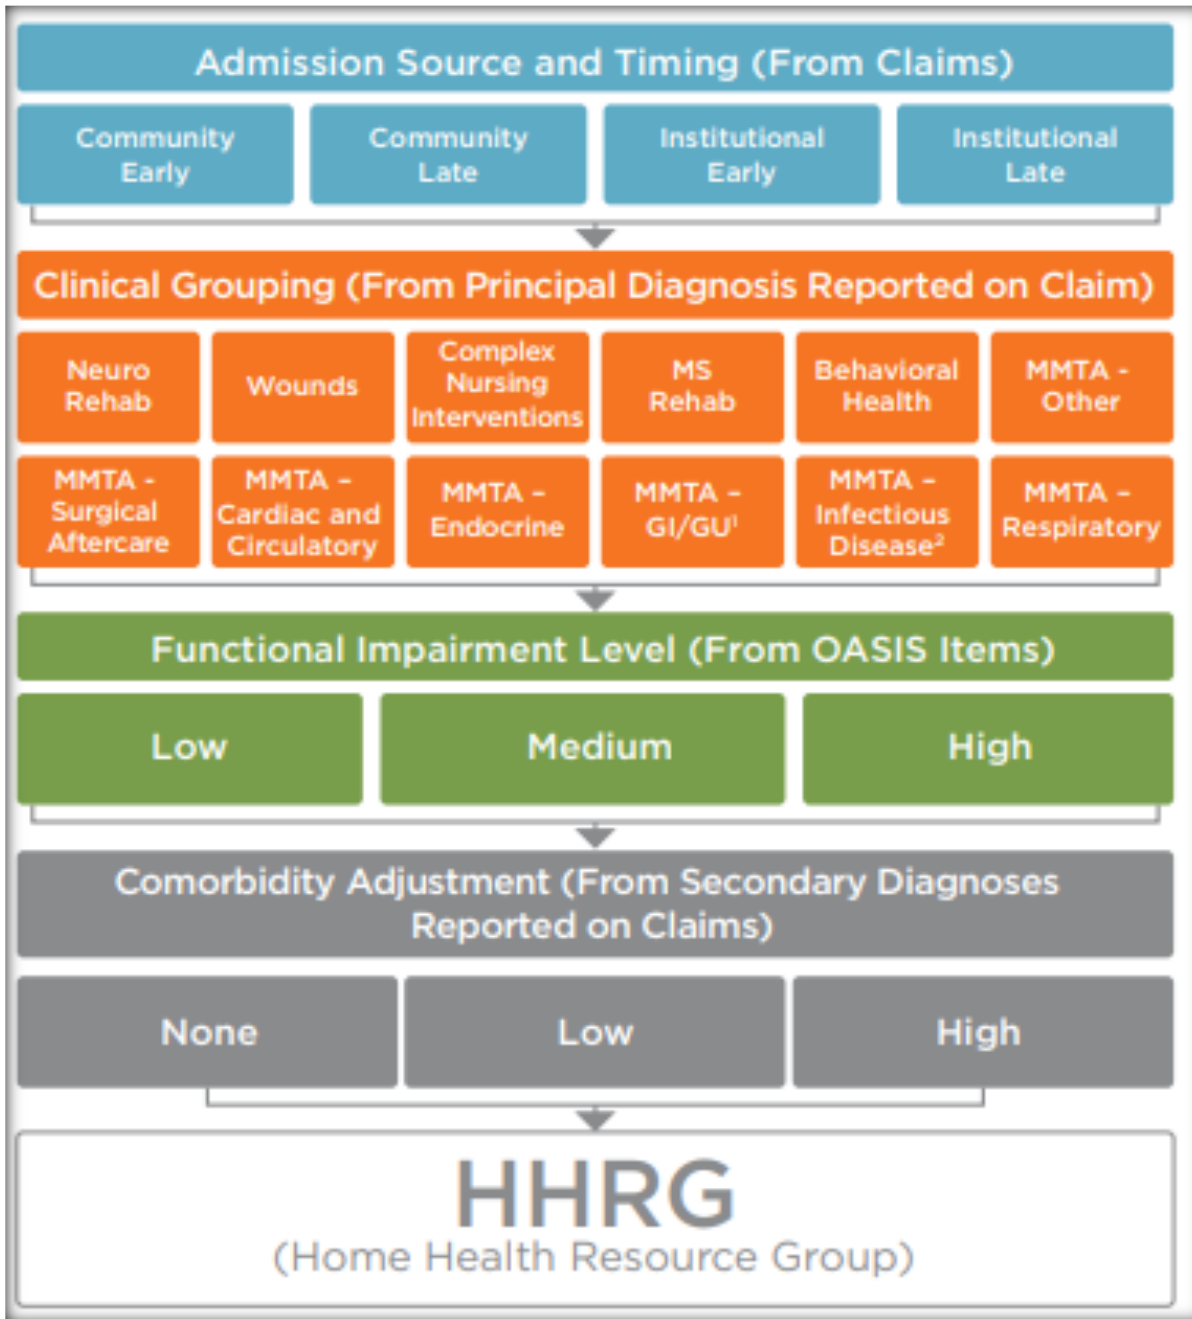 Admission Source and Timing (From Claims)
Community
Early
Community
Late
Institutional
Early
Institutional
Late
Clinical Grouping (From Principal Diagnosis Reported on Claim)
Neuro
Rehab
Wounds
Complex
Nursing
Interventions
MS
Rehab
Behavioral
Health
MMTA -
Other
MMTA -
Surgical
Aftercare
MMTA –
Cardiac and
Circulatory
MMTA –
Endocrine
MMTA –
GI/GU¹
MMTA –
Infectious
Disease²
MMTA –
Respiratory
Functional Impairment Level (From OASIS Items)
Low
Medium
High
Comorbidity Adjustment (From Secondary Diagnoses
Reported on Claims)
None
Low
High
HHRG
(Home Health Resource Group)